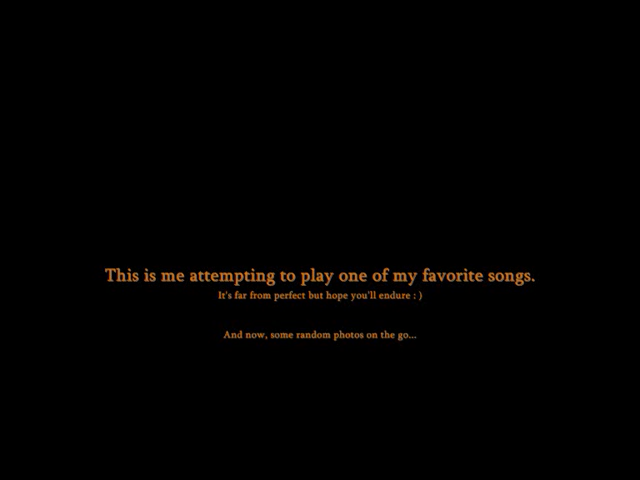 This is me attempting to play one of my favorite songs.
It's far from perfect but hope you'll endure : )
And now, some random photos on the go...